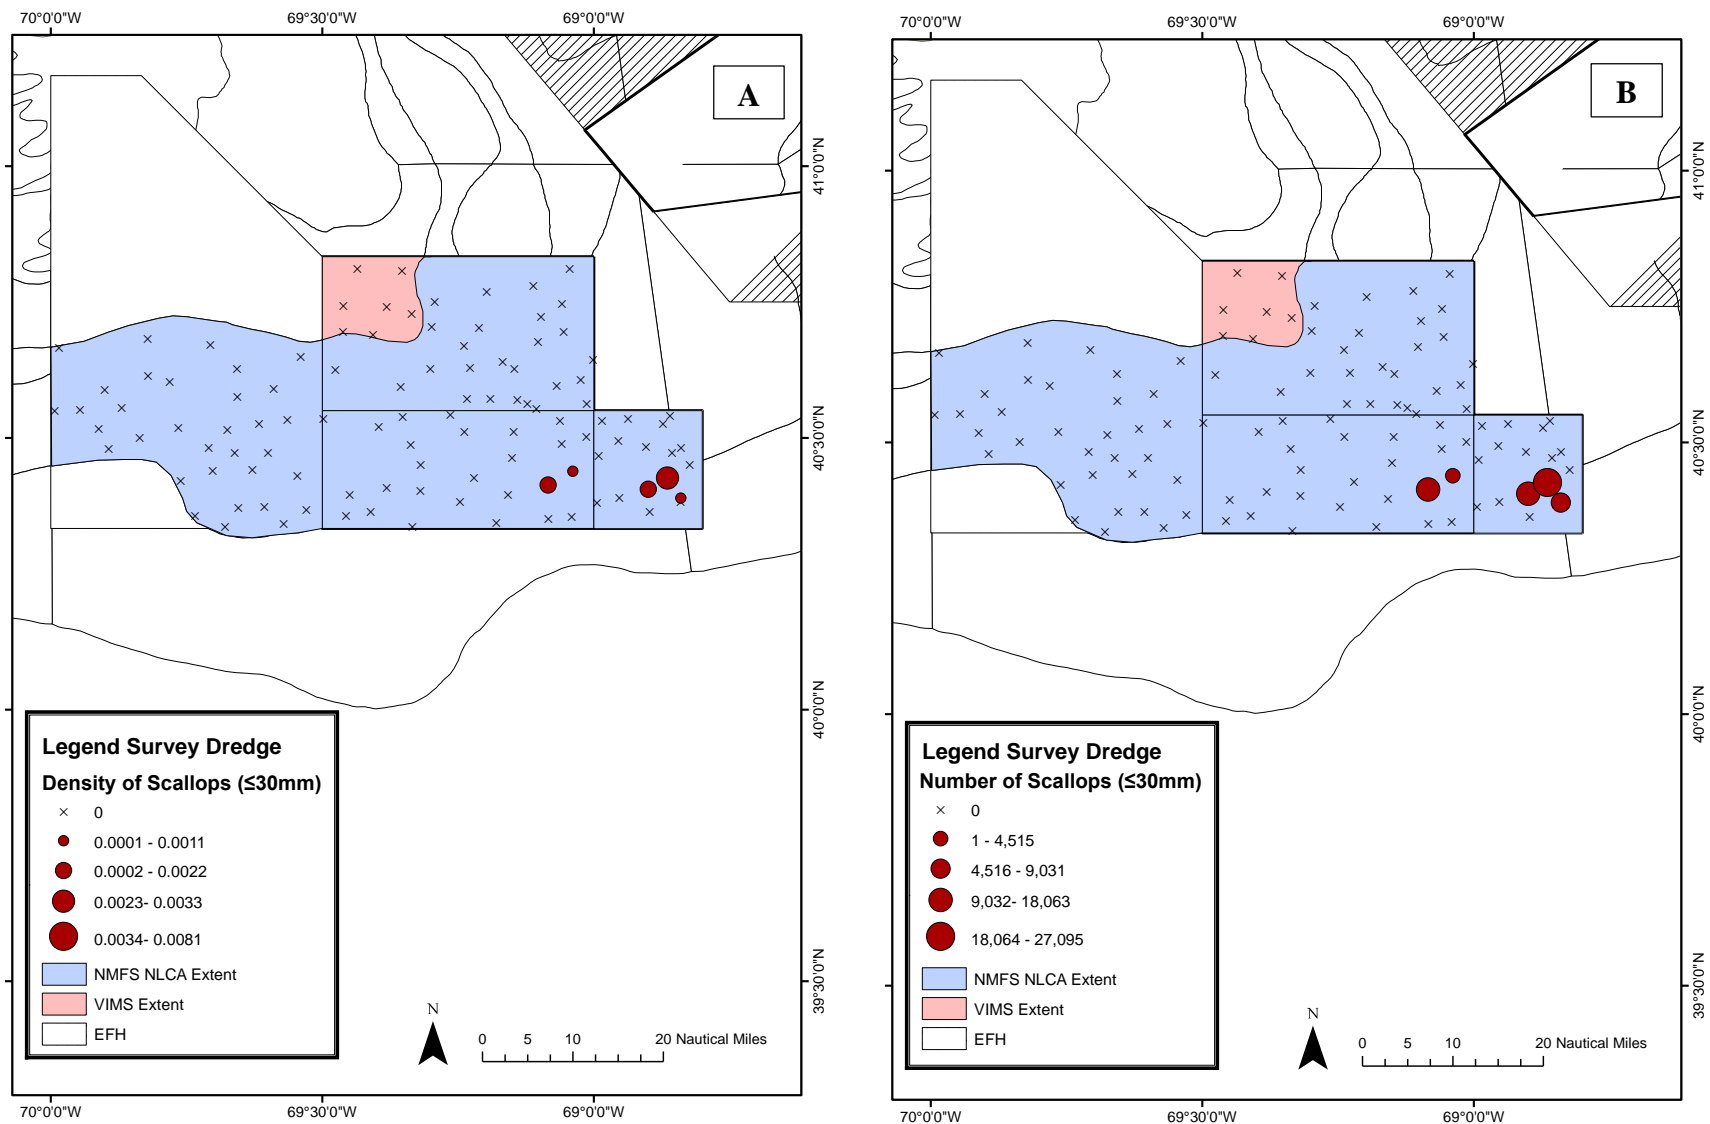 70°0'0"W
69°30'0"W
69°0'0"W
A
41°0'0"N
40°30'0"N
40°0'0"N
39°30'0"N
Legend Survey Dredge
Density of Scallops (≤30mm)
0
0.0001 - 0.0011
0.0002 - 0.0022
0.0023- 0.0033
0.0034- 0.0081
NMFS NLCA Extent
VIMS Extent
EFH
N
0 5 10 20 Nautical Miles
70°0'0"W
69°30'0"W
69°0'0"W
70°0'0"W
69°30'0"W
69°0'0"W
B
41°0'0"N
40°30'0"N
40°0'0"N
39°30'0"N
Legend Survey Dredge
Number of Scallops (≤30mm)
0
1 - 4,515
4,516 - 9,031
9,032- 18,063
18,064 - 27,095
NMFS NLCA Extent
VIMS Extent
EFH
N
0 5 10 20 Nautical Miles
70°0'0"W
69°30'0"W
69°0'0"W